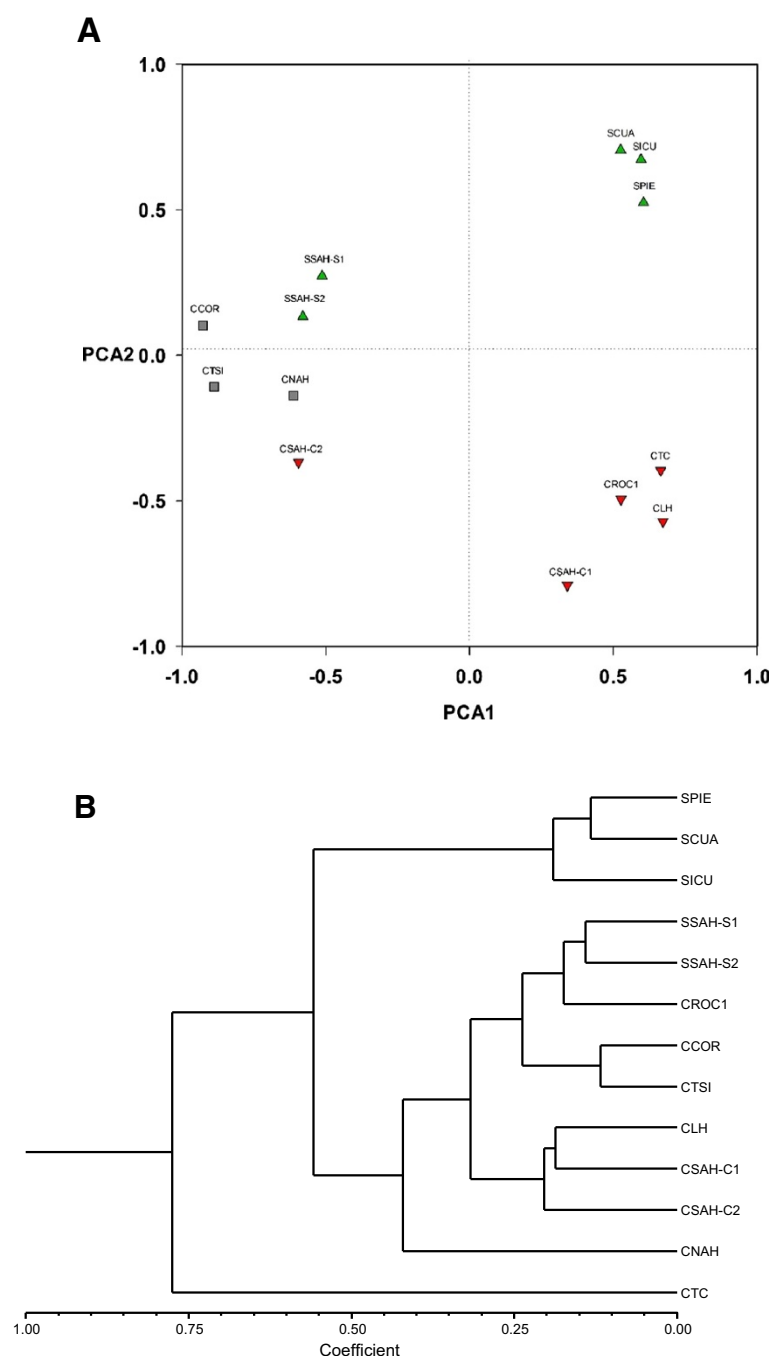 A
1.0
SCUA
SICU
SPIE
0.5
SSAH-S1
SSAH-S2
CCOR
PCA2 0.0
CTSI
CNAH
CSAH-C2
CTC
CROC1
-0.5
CLH
CSAH-C1
-1.0
-1.0 -0.5 0.0 0.5 1.0
PCA1
B
SPIE
SCUA
SICU
SSAH-S1
SSAH-S2
CROC1
CCOR
CTSI
CLH
CSAH-C1
CSAH-C2
CNAH
CTC
1.00 0.75 0.50 0.25 0.00
Coefficient